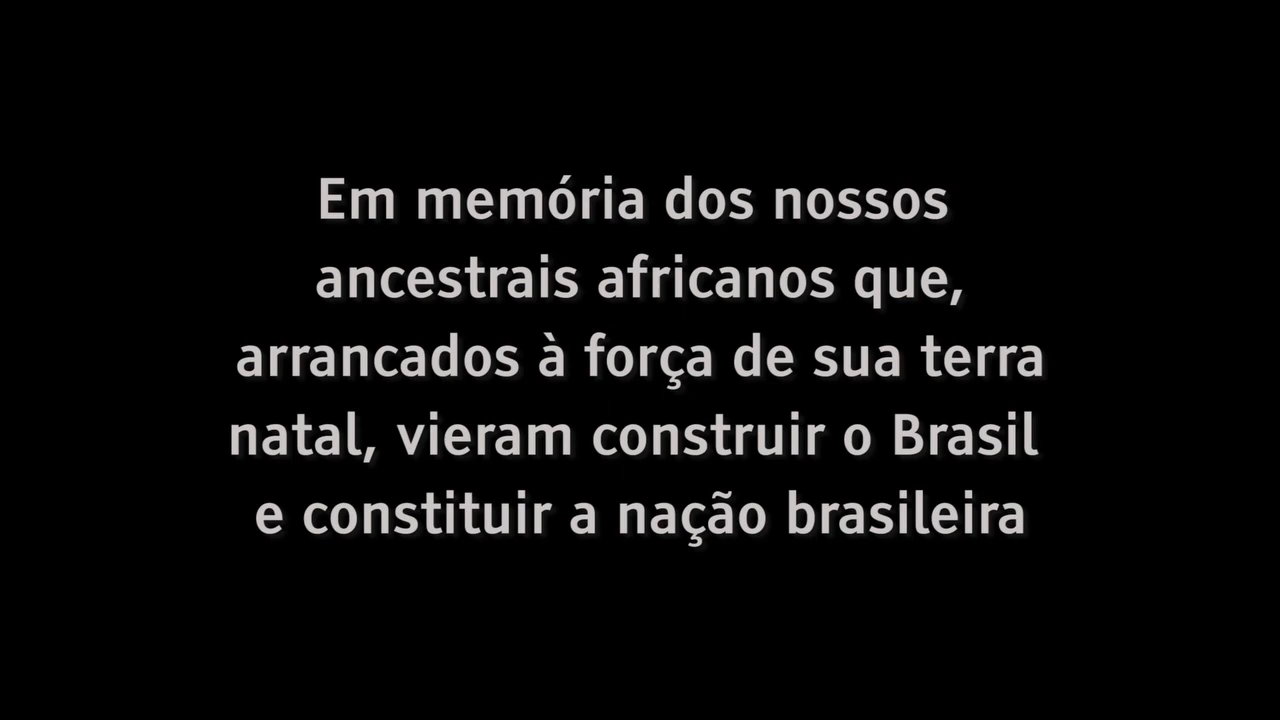 Em memória dos nossos
ancestrais africanos que,
arrancados à força de sua terra
natal, vieram construir o Brasil
e constituir a nação brasileira